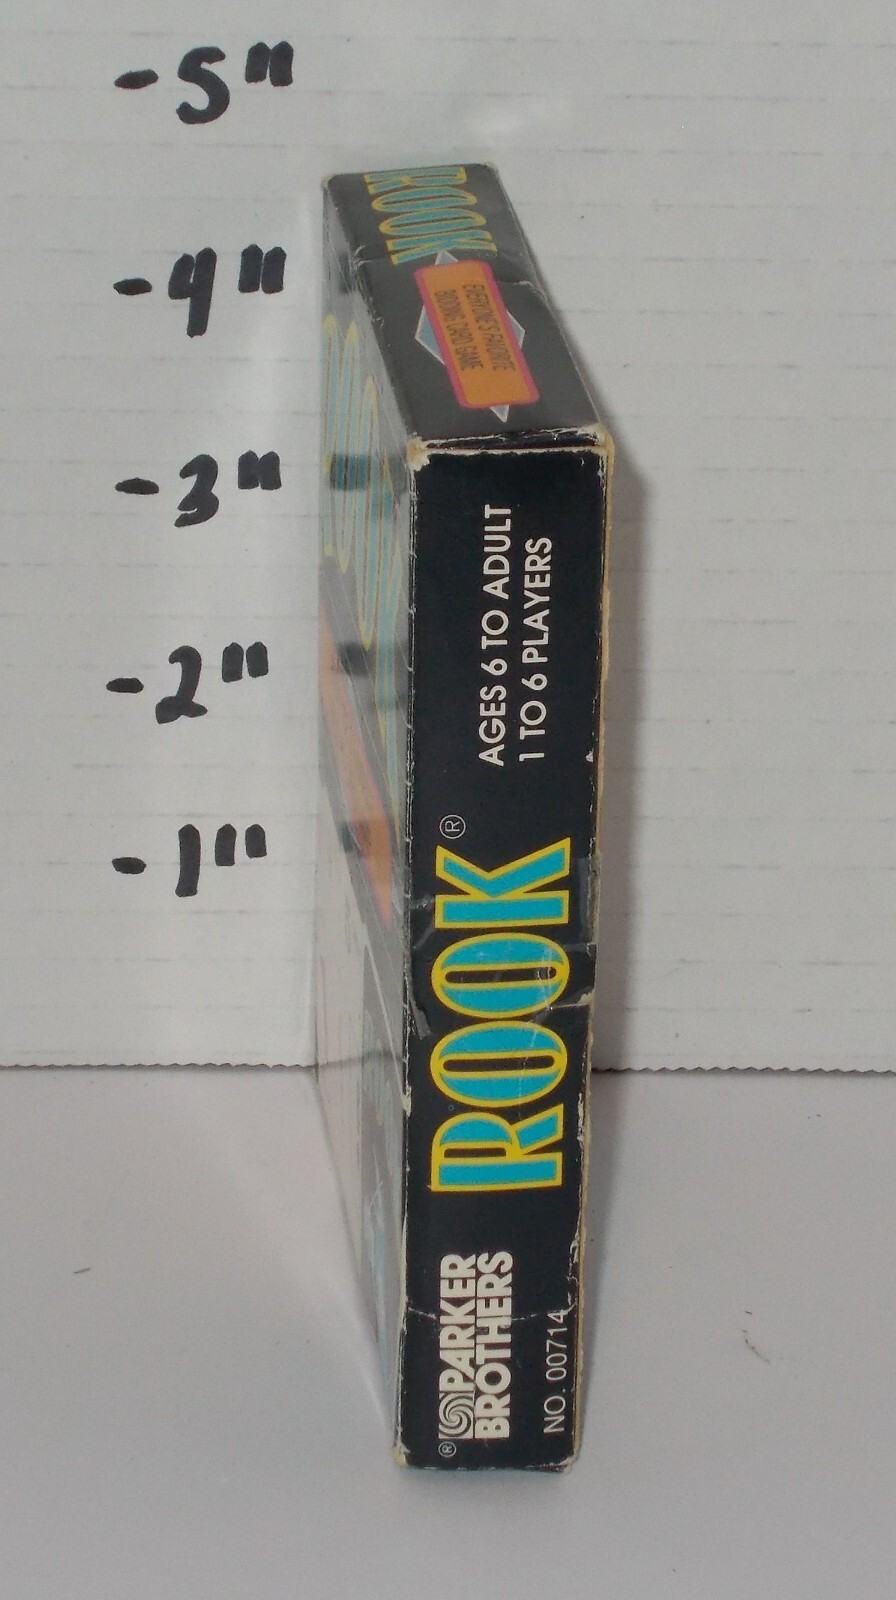 -5"
-4"
-3"
-2"
-1"
ROOK
EVERYONE'S FAVORITE
BIDDING CARD GAME
AGES 6 TO ADULT
1 TO 6 PLAYERS
ROOK®
® PARKER
BROTHERS
NO. 00714